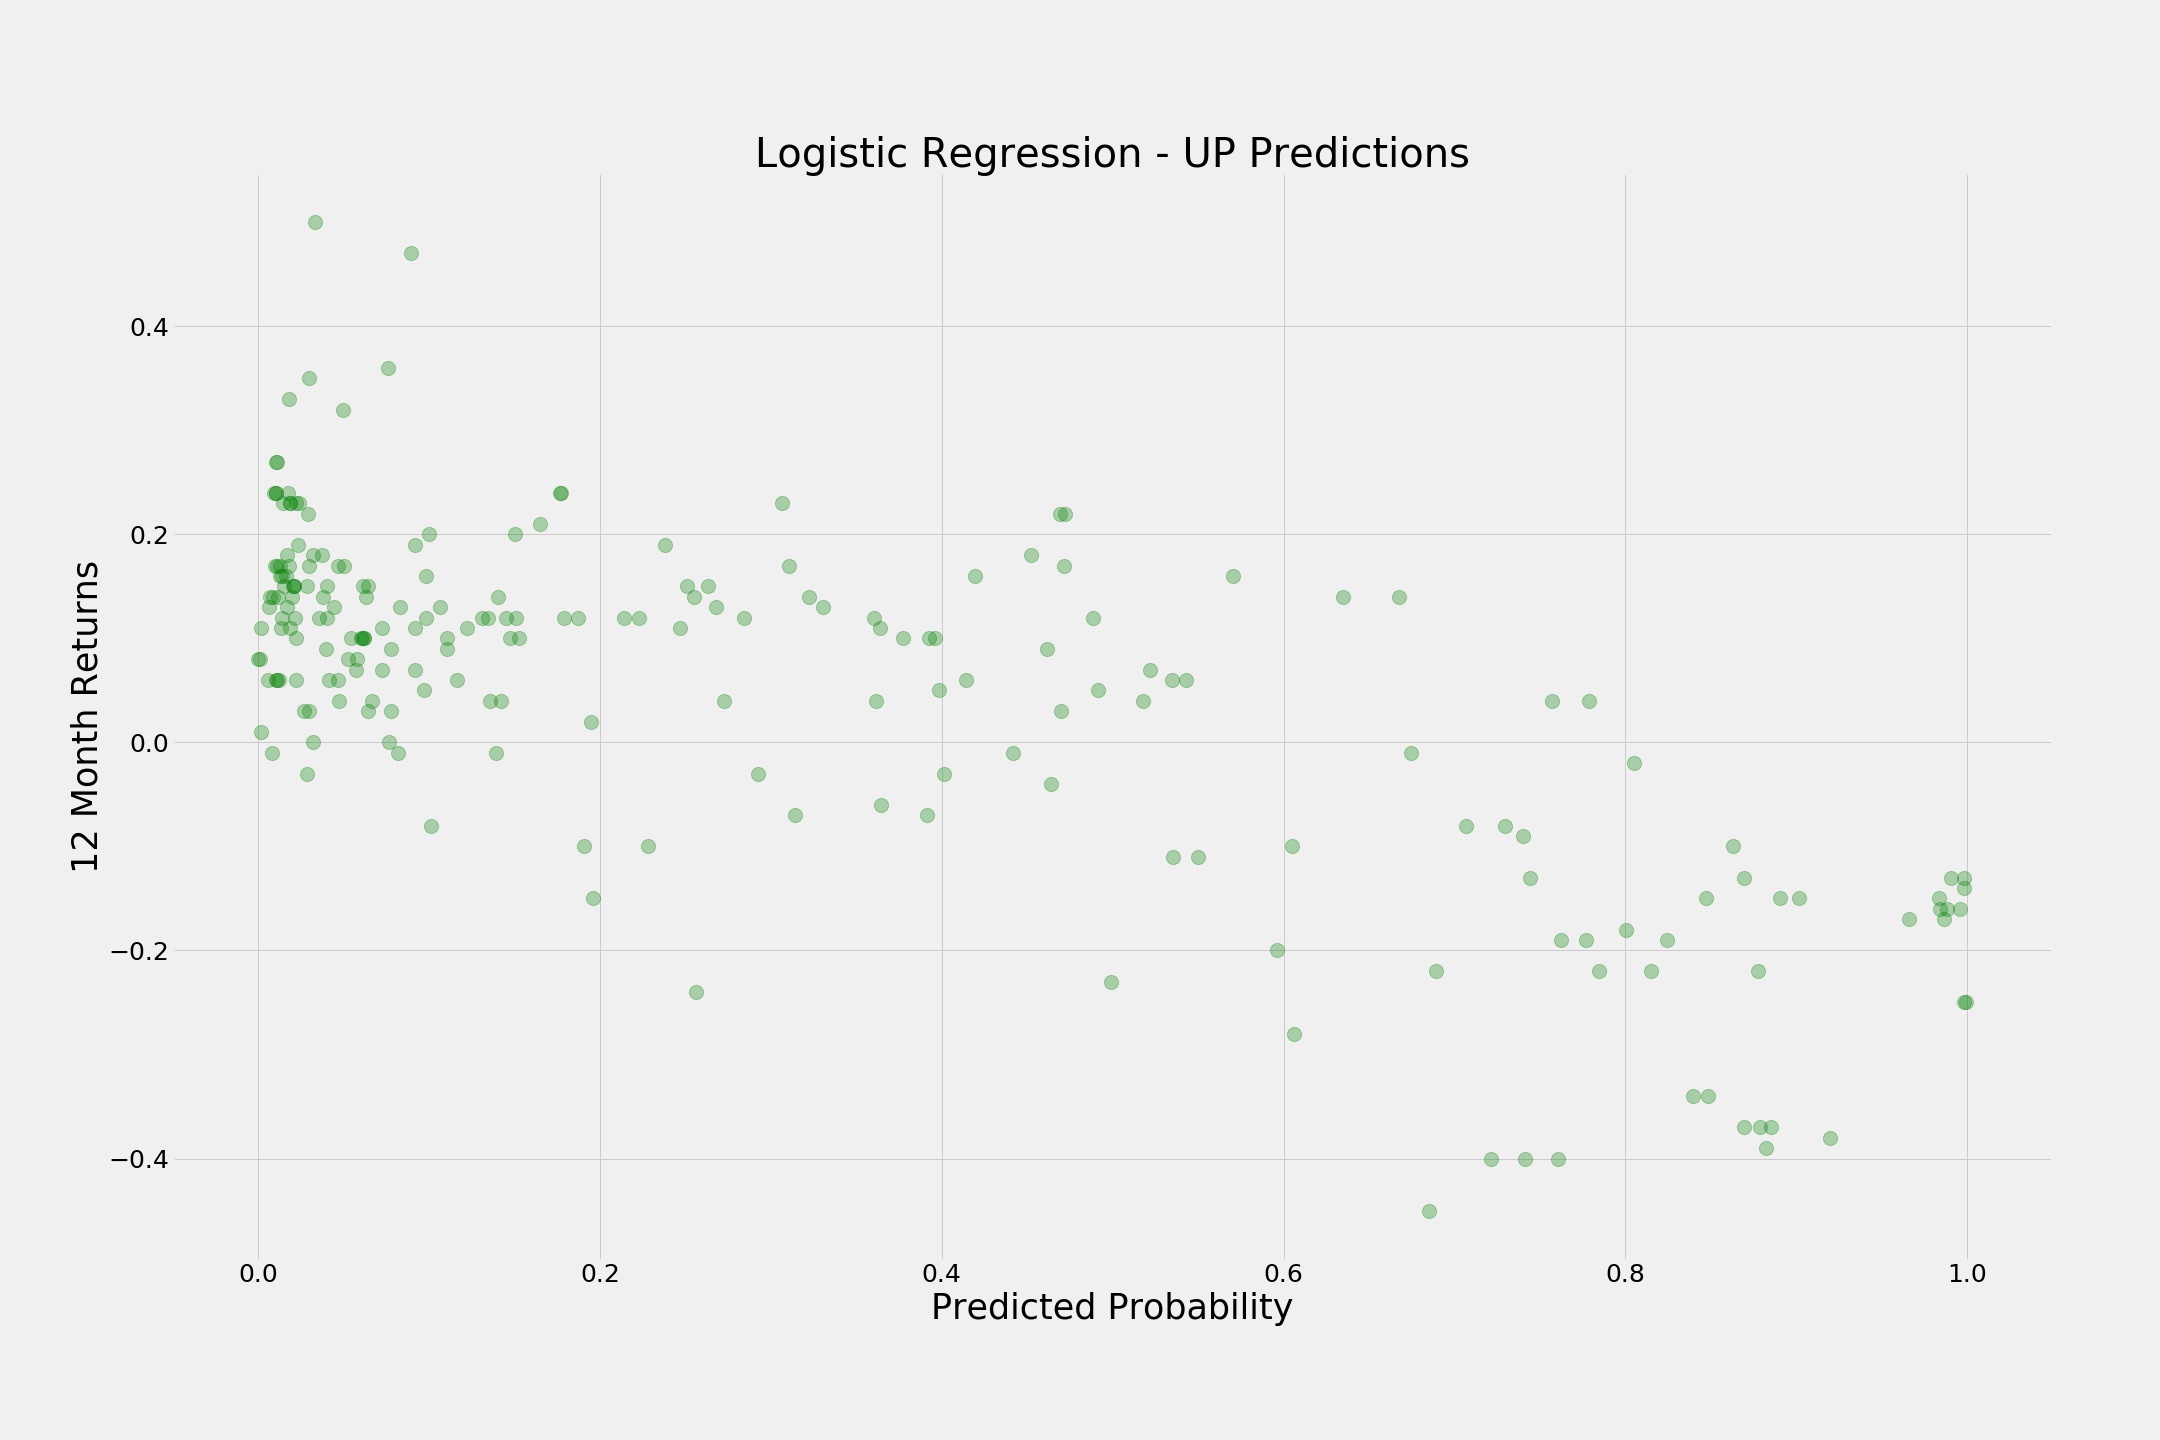 Logistic Regression - UP Predictions
12 Month Returns
0.4
0.2
0.0
−0.2
−0.4
0.0 0.2 0.4 0.6 0.8 1.0
Predicted Probability